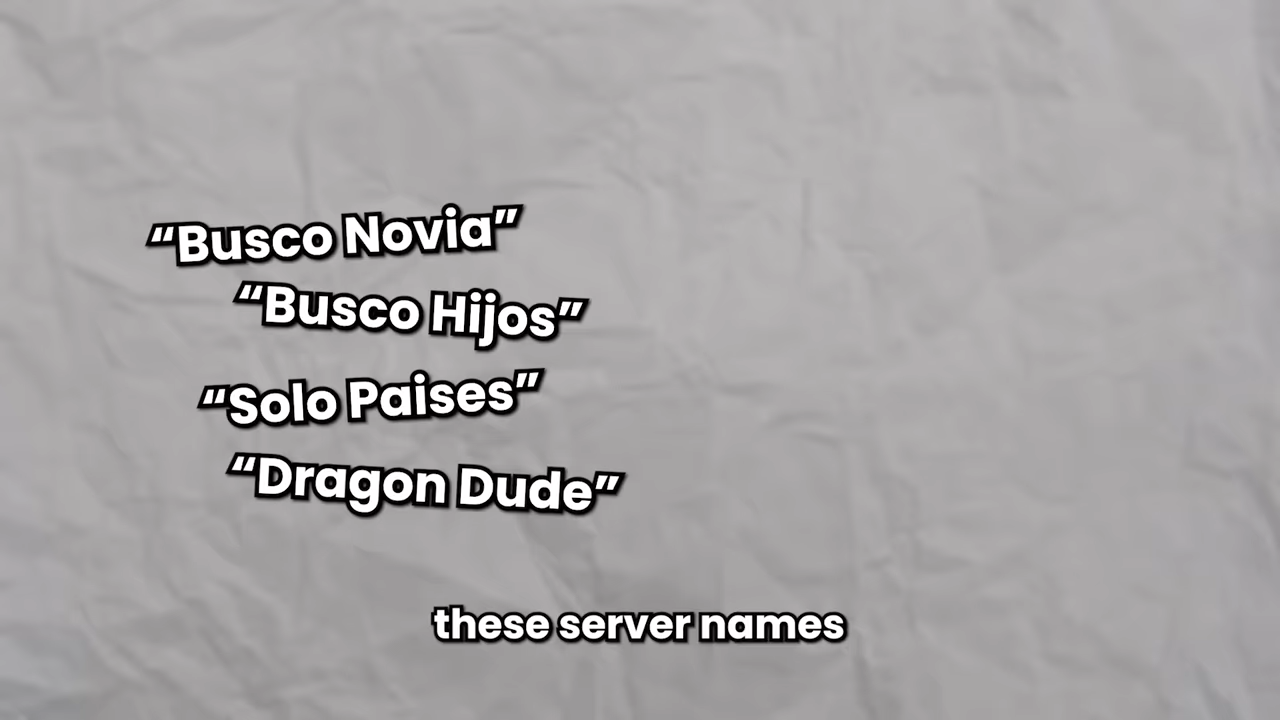 “Busco Novia”
“Busco Hijos”
“Solo Paises”
“Dragon Dude”
these server names